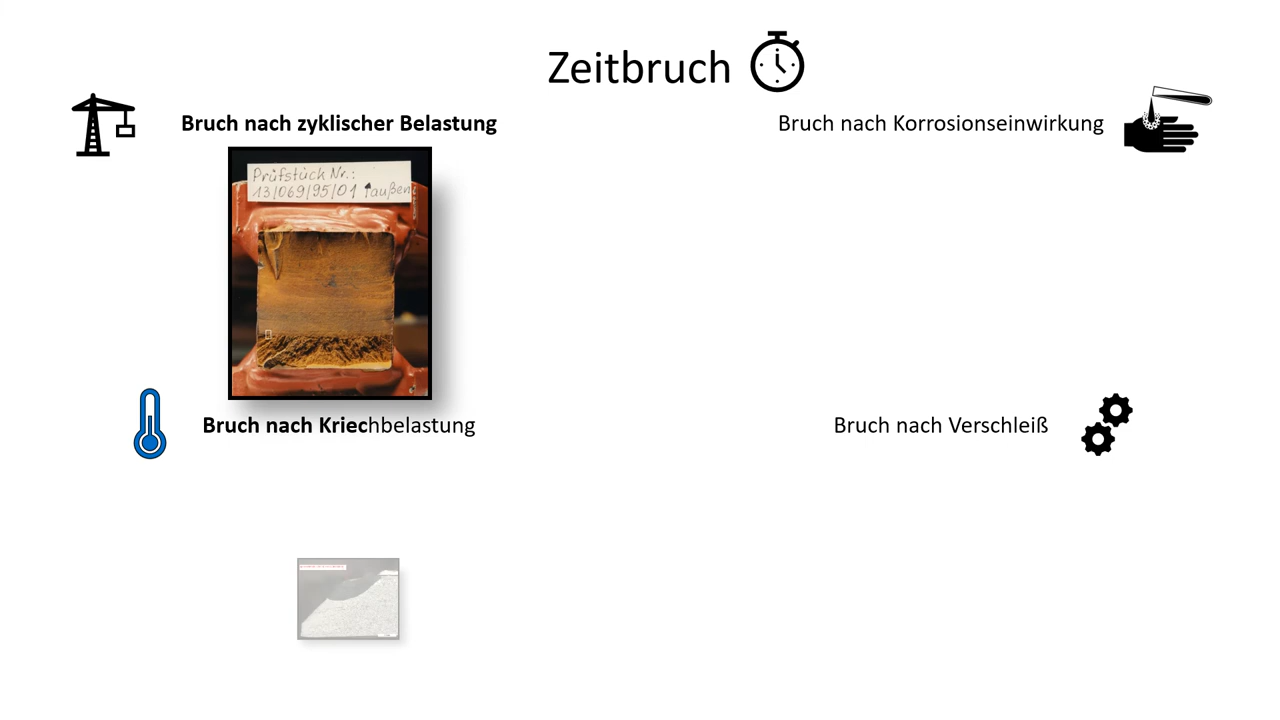 Zeitbruch
Bruch nach zyklischer Belastung
Bruch nach Korrosionseinwirkung
Prüfstück Nr.:
13/069/95/01 ↑außen
Bruch nach Kriechbelastung
Bruch nach Verschleiß